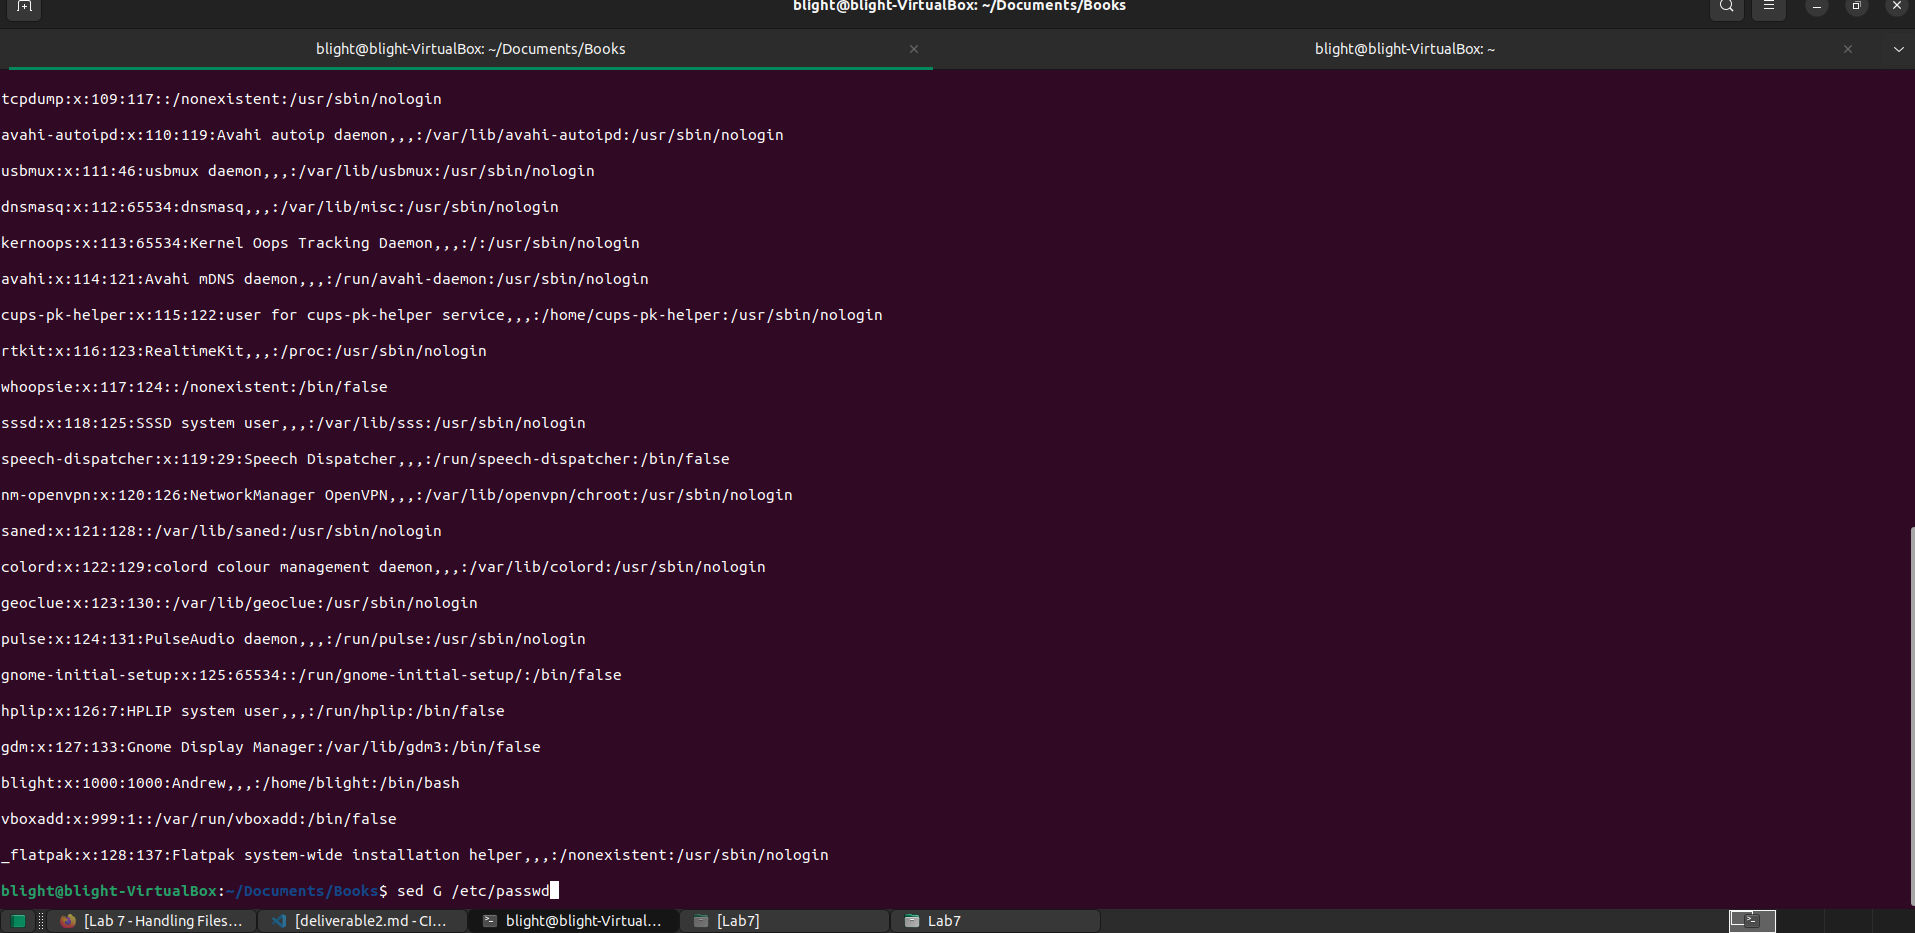 blight@blight-VirtualBox: ~/Documents/Books
blight@blight-VirtualBox: ~/Documents/Books
blight@blight-VirtualBox: ~
tcpdump:x:109:117::/nonexistent:/usr/sbin/nologin
avahi-autoipd:x:110:119:Avahi autoip daemon,,,:/var/lib/avahi-autoipd:/usr/sbin/nologin
usbmux:x:111:46:usbmux daemon,,,:/var/lib/usbmux:/usr/sbin/nologin
dnsmasq:x:112:65534:dnsmasq,,,:/var/lib/misc:/usr/sbin/nologin
kernoops:x:113:65534:Kernel Oops Tracking Daemon,,,:/:/usr/sbin/nologin
avahi:x:114:121:Avahi mDNS daemon,,,:/run/avahi-daemon:/usr/sbin/nologin
cups-pk-helper:x:115:122:user for cups-pk-helper service,,,:/home/cups-pk-helper:/usr/sbin/nologin
rtkit:x:116:123:RealtimeKit,,,:/proc:/usr/sbin/nologin
whoopsie:x:117:124::/nonexistent:/bin/false
sssd:x:118:125:SSSD system user,,,:/var/lib/sss:/usr/sbin/nologin
speech-dispatcher:x:119:29:Speech Dispatcher,,,:/run/speech-dispatcher:/bin/false
nm-openvpn:x:120:126:NetworkManager OpenVPN,,,:/var/lib/openvpn/chroot:/usr/sbin/nologin
saned:x:121:128::/var/lib/saned:/usr/sbin/nologin
colord:x:122:129:colord colour management daemon,,,:/var/lib/colord:/usr/sbin/nologin
geoclue:x:123:130::/var/lib/geoclue:/usr/sbin/nologin
pulse:x:124:131:PulseAudio daemon,,,:/run/pulse:/usr/sbin/nologin
gnome-initial-setup:x:125:65534::/run/gnome-initial-setup/:/bin/false
hplip:x:126:7:HPLIP system user,,,:/run/hplip:/bin/false
gdm:x:127:133:Gnome Display Manager:/var/lib/gdm3:/bin/false
blight:x:1000:1000:Andrew,,,:/home/blight:/bin/bash
vboxadd:x:999:1::/var/run/vboxadd:/bin/false
_flatpak:x:128:137:Flatpak system-wide installation helper,,,:/nonexistent:/usr/sbin/nologin
blight@blight-VirtualBox:~/Documents/Books$ sed G /etc/passwd
[Lab 7 - Handling Files...
[deliverable2.md - CI...
blight@blight-Virtual...
[Lab7]
Lab7